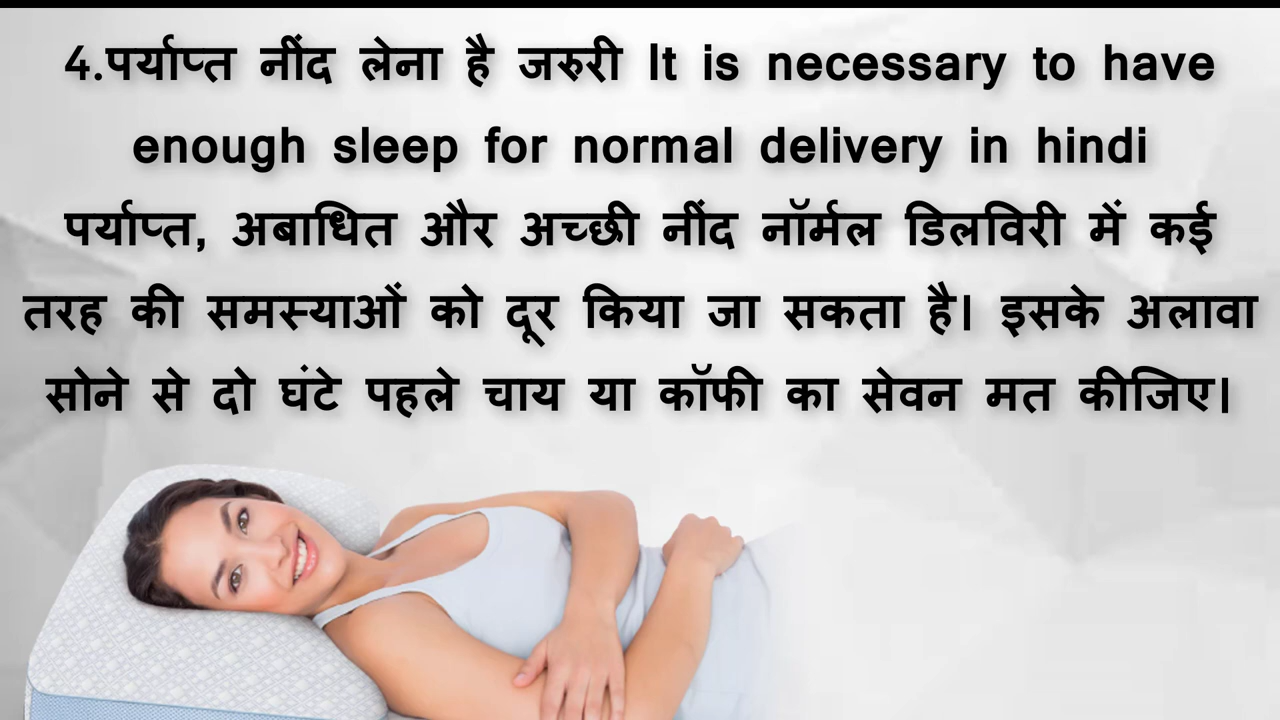 4.पर्याप्त नींद लेना है जरुरी It is necessary to have
enough sleep for normal delivery in hindi
पर्याप्त, अबाधित और अच्छी नींद नॉर्मल डिलविरी में कई
तरह की समस्याओं को दूर किया जा सकता है। इसके अलावा
सोने से दो घंटे पहले चाय या कॉफी का सेवन मत कीजिए।